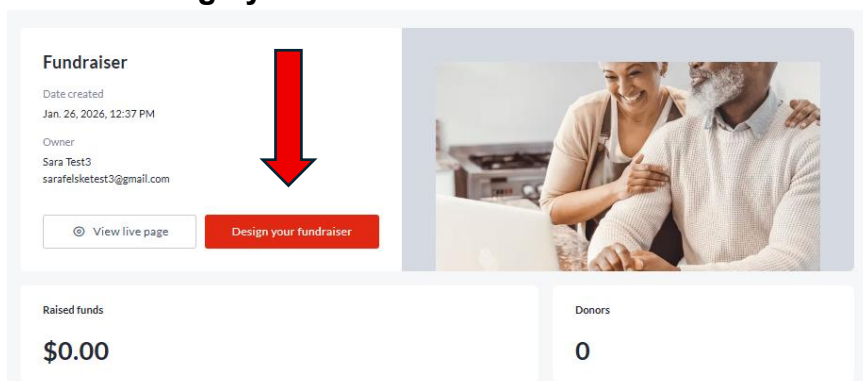 Fundraiser
Date created
Jan. 26, 2026, 12:37 PM
Owner
Sara Test3
sarafelsketest3@gmail.com
View live page
Design your fundraiser
Raised funds
Donors
$0.00
0